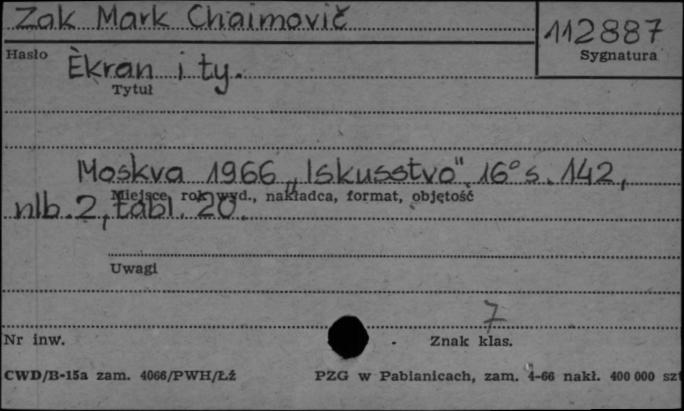 Zak Mark Chaimovič
112887
Hasło
Sygnatura
Èkran i ty.
Tytuł
Moskva 1966 „Iskusstvo" 16° s. 142,
Miejsce, rok wyd., nakładca, format, objętość
nlb. 2, tabl. 20.
Uwagi
7
Nr inw.
Znak klas.
CWD/B-15a zam. 4066/PWH/Łż
PZG w Pabianicach, zam. 4-66 nakł. 400 000 szt